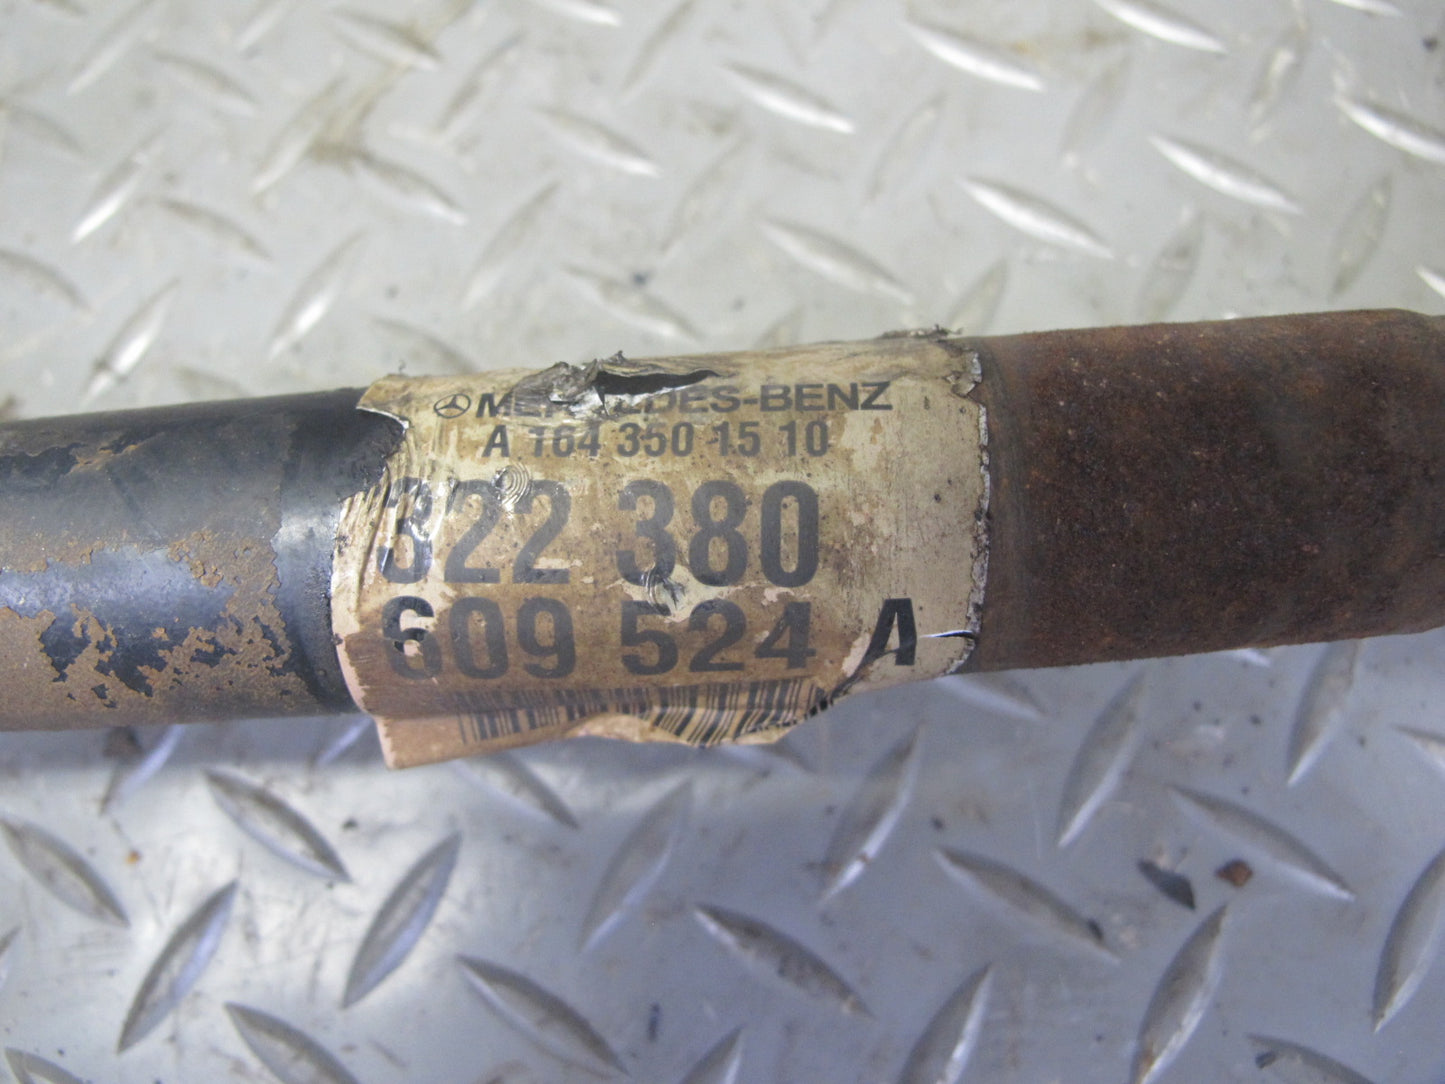 MERCEDES-BENZ
A 164 350 15 10
322 380
609 524 A